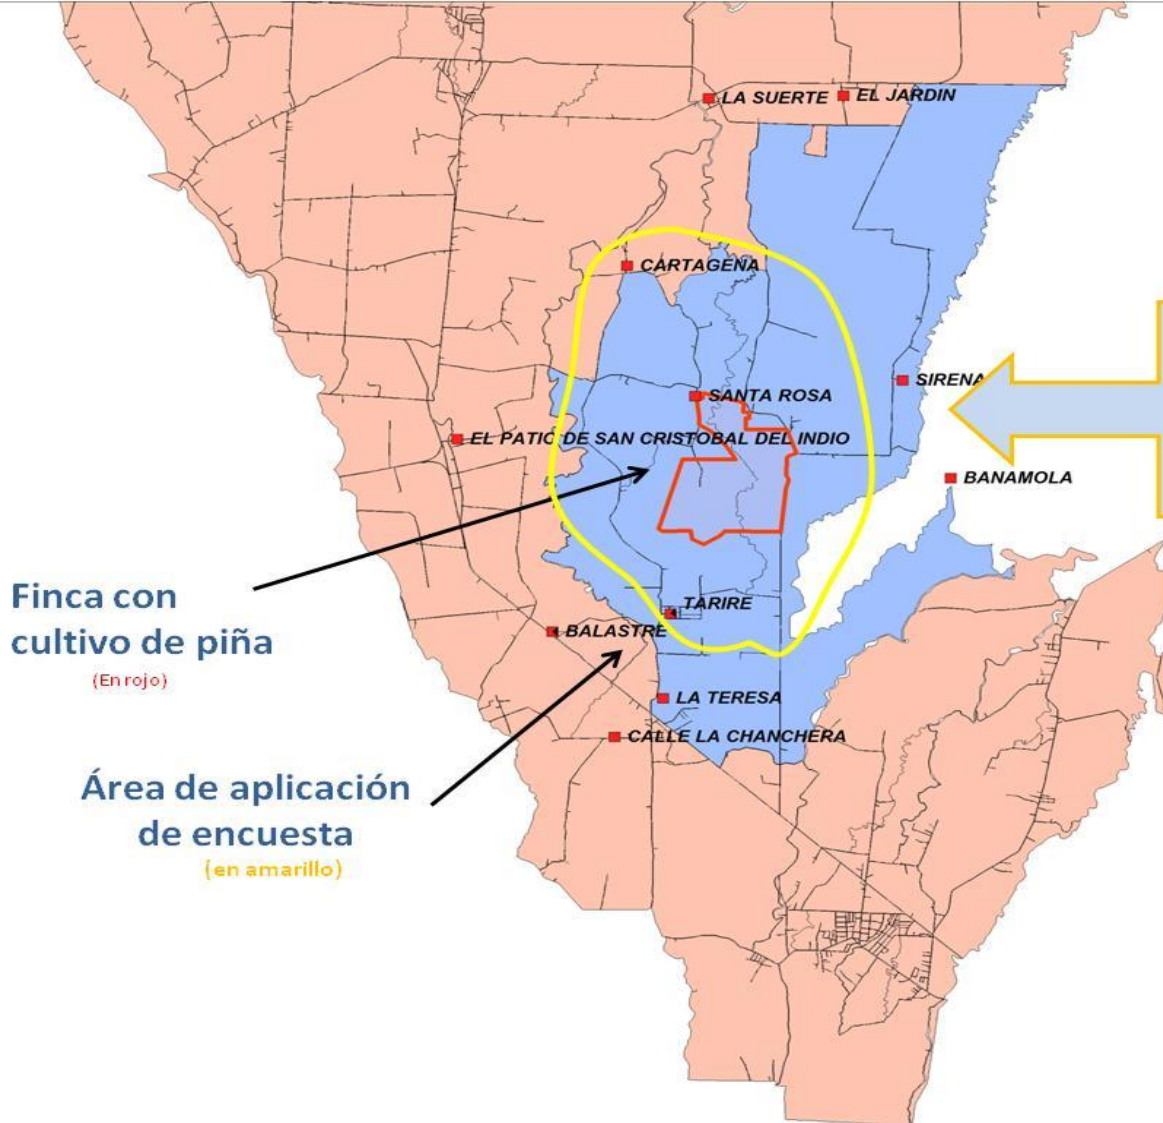 LA SUERTE
EL JARDIN
CARTAGENA
SIRENA
SANTA ROSA
EL PATIO DE SAN CRISTOBAL DEL INDIO
BANAMOLA
Finca con
cultivo de piña
(En rojo)
TARIRE
BALASTRE
LA TERESA
CALLE LA CHANCHERA
Área de aplicación
de encuesta
(en amarillo)